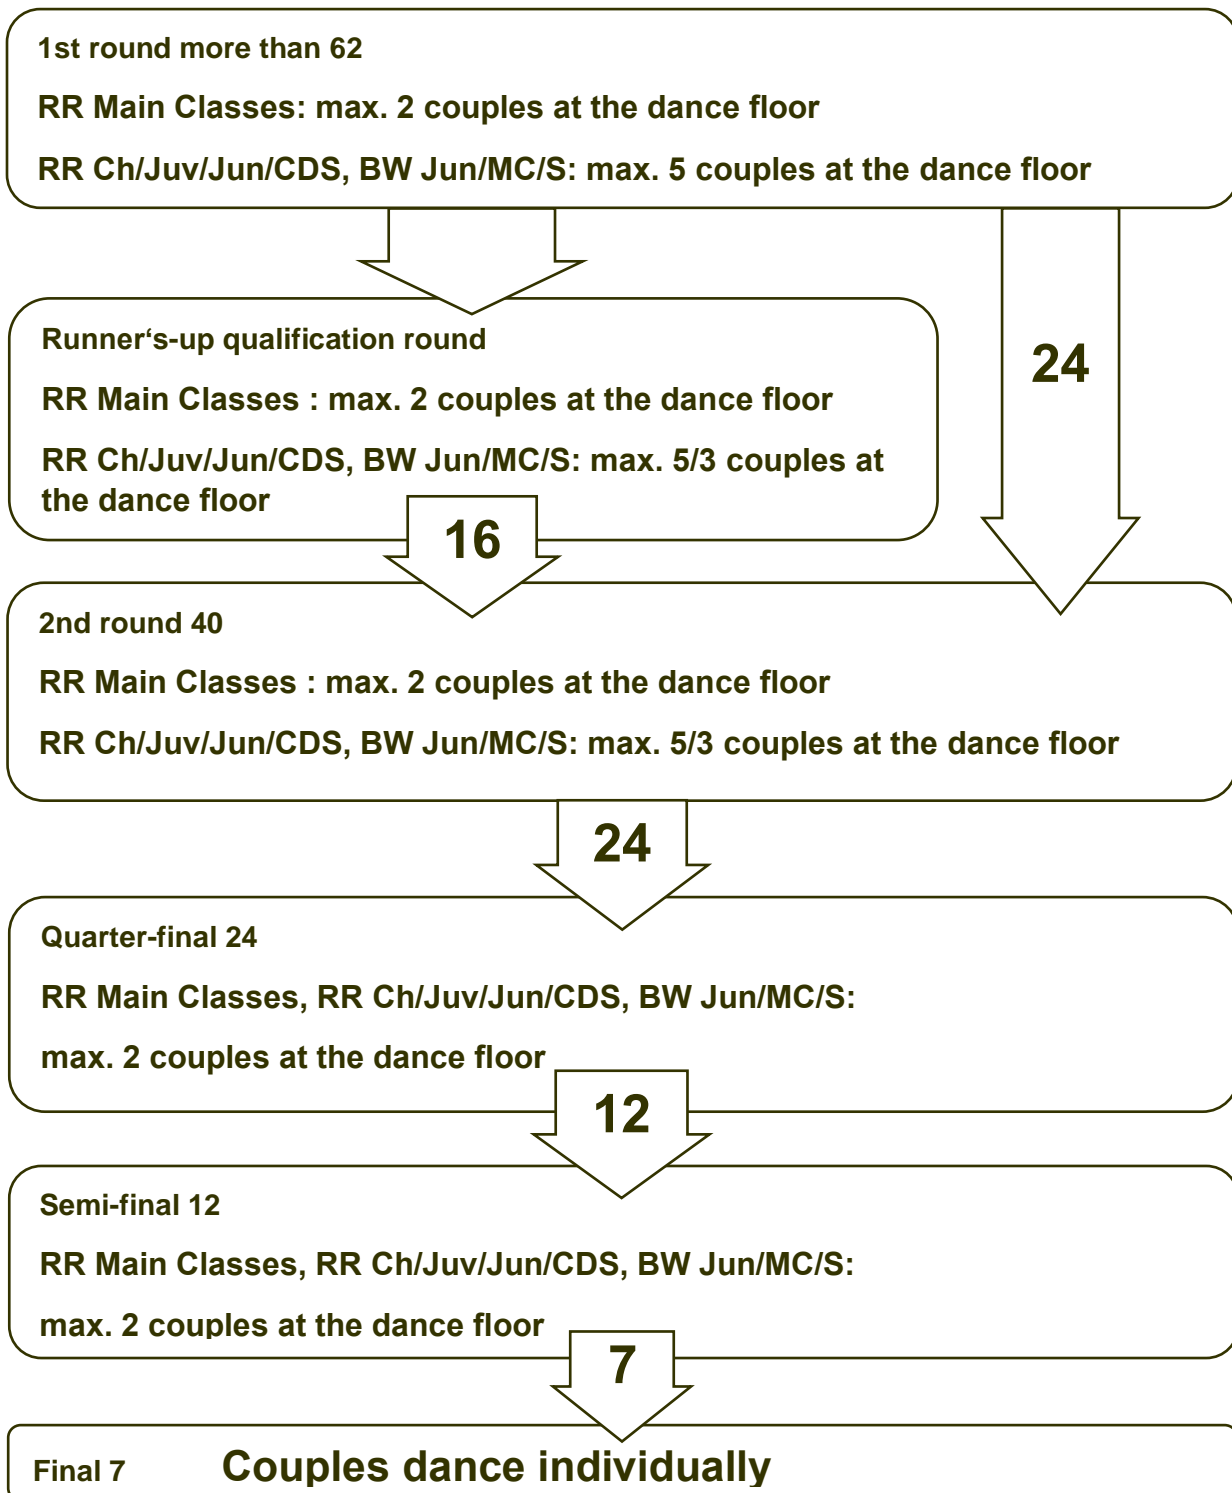 1st round more than 62
RR Main Classes: max. 2 couples at the dance floor
RR Ch/Juv/Jun/CDS, BW Jun/MC/S: max. 5 couples at the dance floor
24
Runner‘s-up qualification round
RR Main Classes : max. 2 couples at the dance floor
RR Ch/Juv/Jun/CDS, BW Jun/MC/S: max. 5/3 couples at
the dance floor
16
2nd round 40
RR Main Classes : max. 2 couples at the dance floor
RR Ch/Juv/Jun/CDS, BW Jun/MC/S: max. 5/3 couples at the dance floor
24
Quarter-final 24
RR Main Classes, RR Ch/Juv/Jun/CDS, BW Jun/MC/S:
max. 2 couples at the dance floor
12
Semi-final 12
RR Main Classes, RR Ch/Juv/Jun/CDS, BW Jun/MC/S:
max. 2 couples at the dance floor
7
Final 7 Couples dance individually